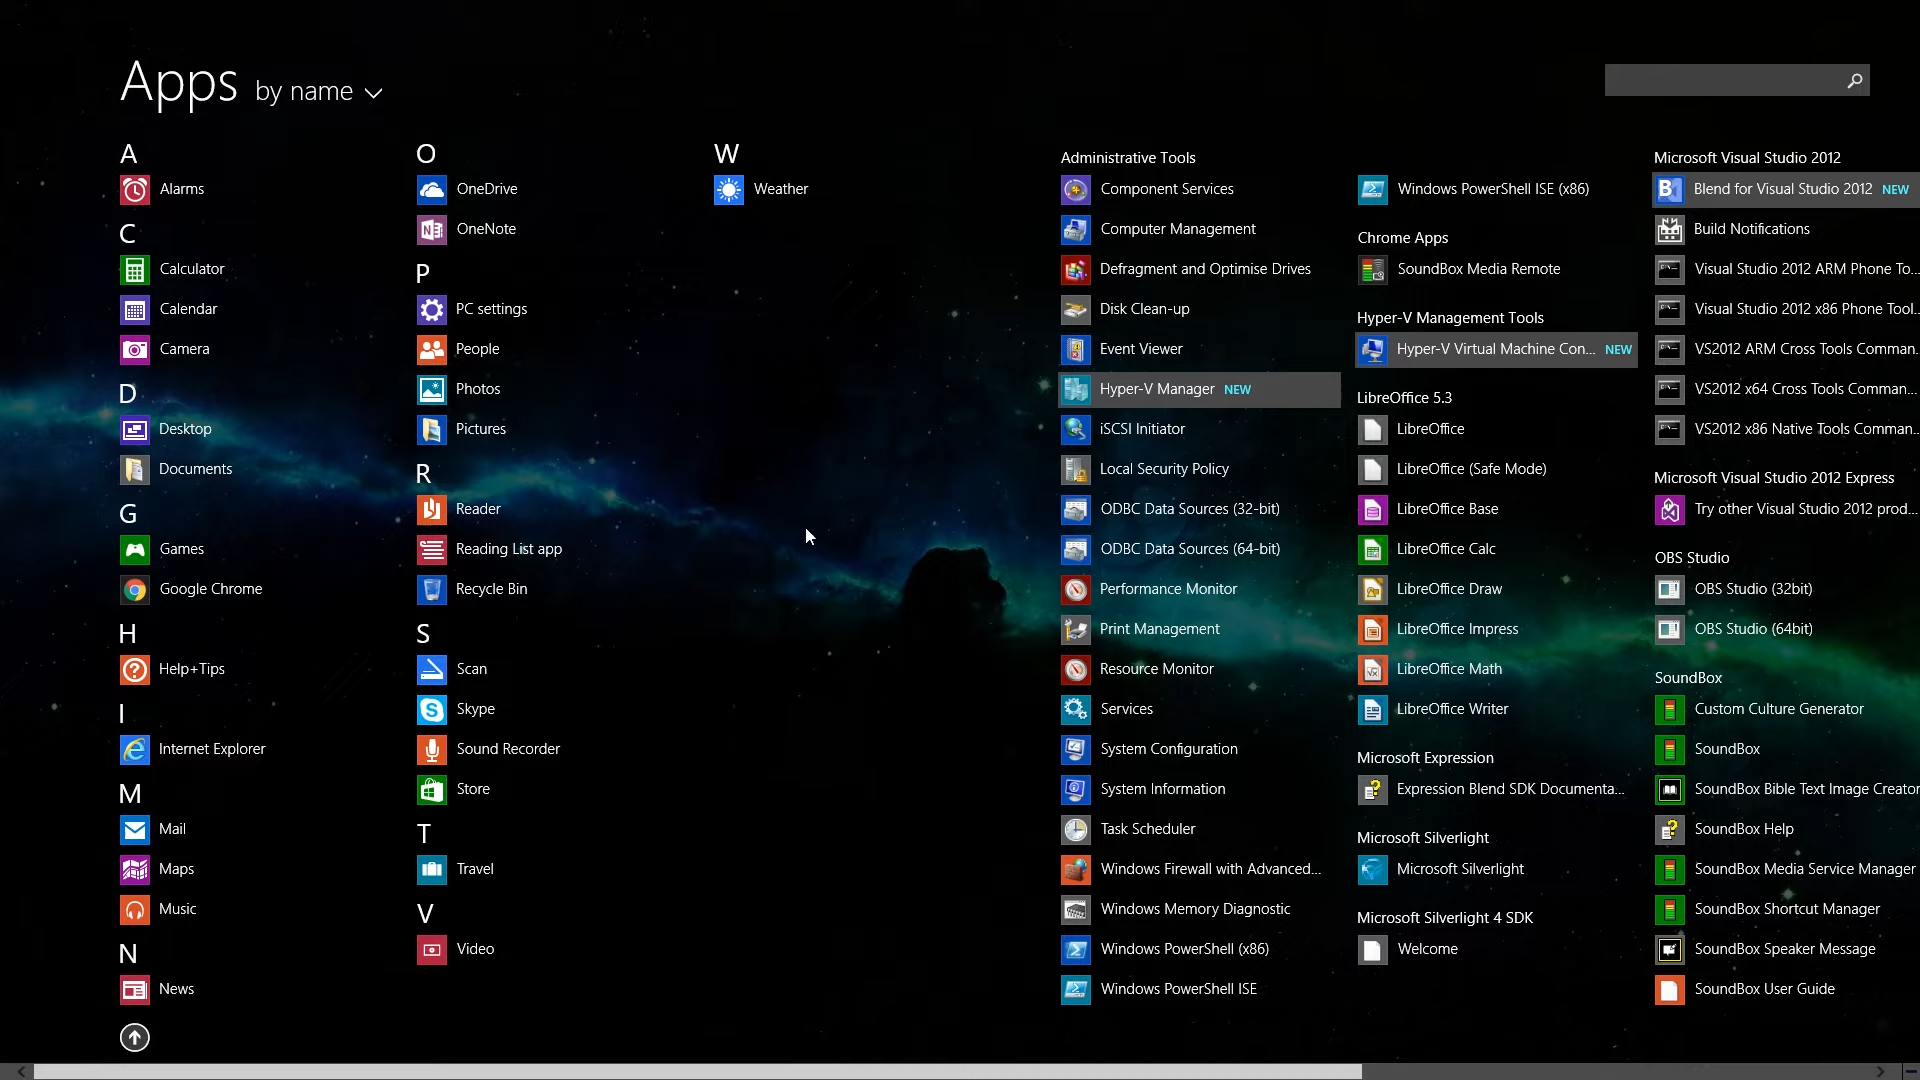 Apps by name
A
Alarms
C
Calculator
Calendar
Camera
D
Desktop
Documents
G
Games
Google Chrome
H
Help+Tips
I
Internet Explorer
M
Mail
Maps
Music
N
News
O
OneDrive
OneNote
P
PC settings
People
Photos
Pictures
R
Reader
Reading List app
Recycle Bin
S
Scan
Skype
Sound Recorder
Store
T
Travel
V
Video
W
Weather
Administrative Tools
Component Services
Computer Management
Defragment and Optimise Drives
Disk Clean-up
Event Viewer
Hyper-V Manager NEW
iSCSI Initiator
Local Security Policy
ODBC Data Sources (32-bit)
ODBC Data Sources (64-bit)
Performance Monitor
Print Management
Resource Monitor
Services
System Configuration
System Information
Task Scheduler
Windows Firewall with Advanced...
Windows Memory Diagnostic
Windows PowerShell (x86)
Windows PowerShell ISE
Windows PowerShell ISE (x86)
Chrome Apps
SoundBox Media Remote
Hyper-V Management Tools
Hyper-V Virtual Machine Con... NEW
LibreOffice 5.3
LibreOffice
LibreOffice (Safe Mode)
LibreOffice Base
LibreOffice Calc
LibreOffice Draw
LibreOffice Impress
LibreOffice Math
LibreOffice Writer
Microsoft Expression
Expression Blend SDK Documenta...
Microsoft Silverlight
Microsoft Silverlight
Microsoft Silverlight 4 SDK
Welcome
Microsoft Visual Studio 2012
Blend for Visual Studio 2012 NEW
Build Notifications
Visual Studio 2012 ARM Phone To...
Visual Studio 2012 x86 Phone Tool...
VS2012 ARM Cross Tools Comman...
VS2012 x64 Cross Tools Comman...
VS2012 x86 Native Tools Comman...
Microsoft Visual Studio 2012 Express
Try other Visual Studio 2012 prod...
OBS Studio
OBS Studio (32bit)
OBS Studio (64bit)
SoundBox
Custom Culture Generator
SoundBox
SoundBox Bible Text Image Creator
SoundBox Help
SoundBox Media Service Manager
SoundBox Shortcut Manager
SoundBox Speaker Message
SoundBox User Guide